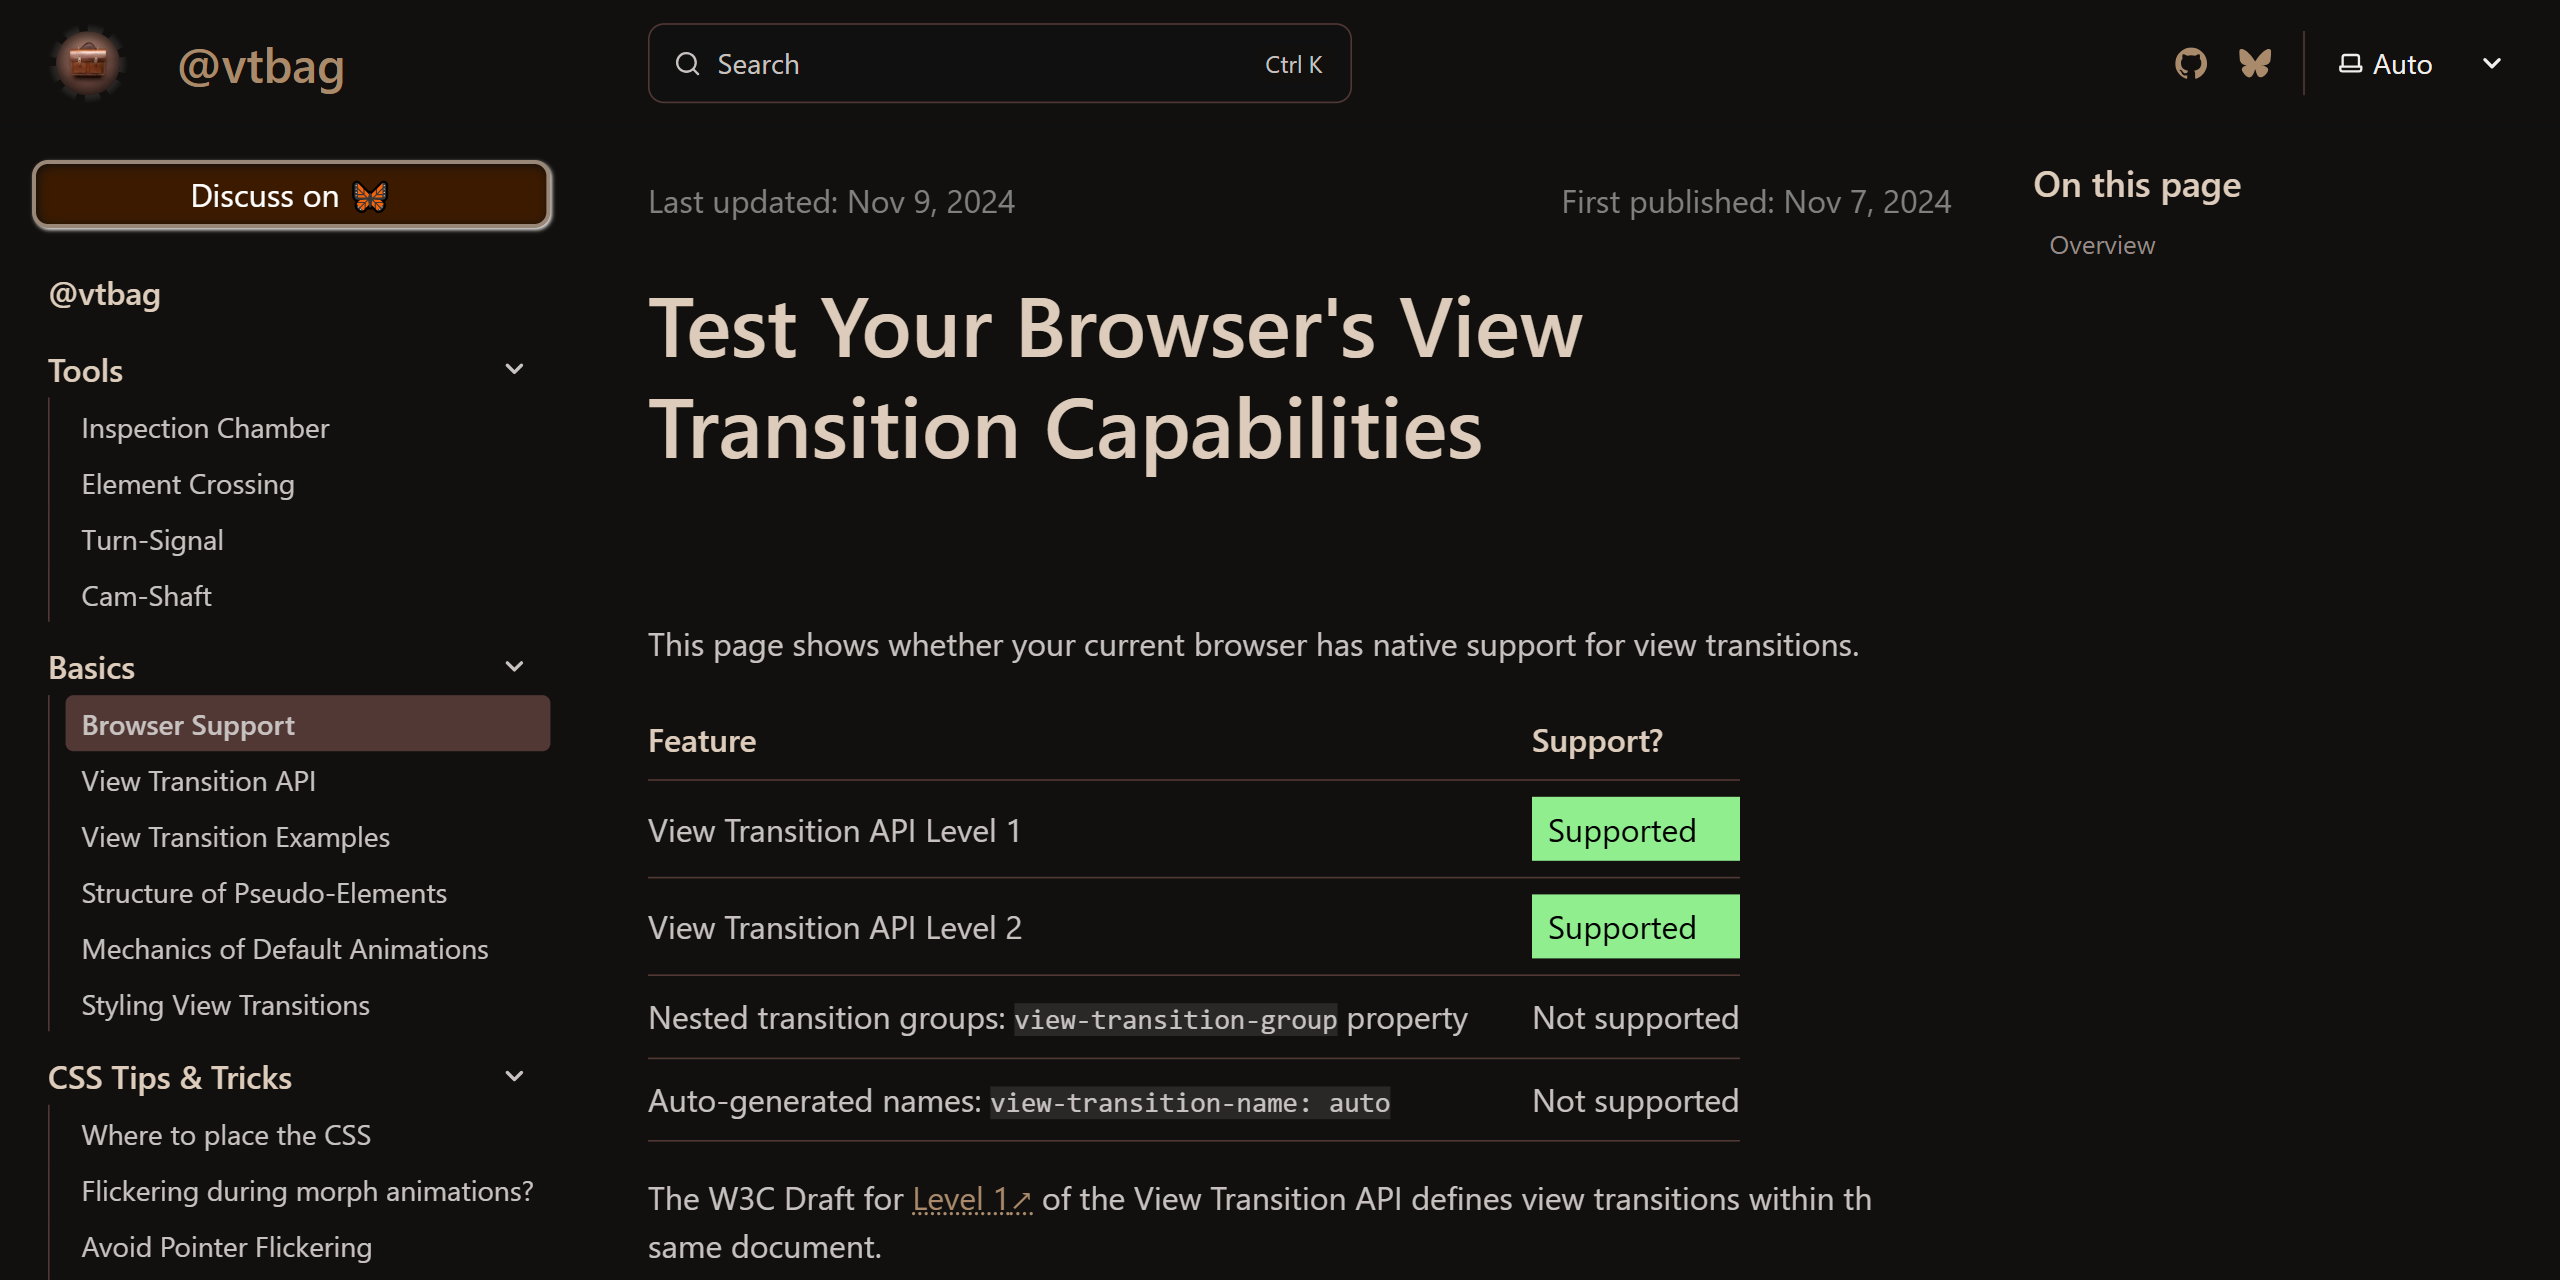 @vtbag
Search
Ctrl K
Auto
Discuss on
@vtbag
Tools
Inspection Chamber
Element Crossing
Turn-Signal
Cam-Shaft
Basics
Browser Support
View Transition API
View Transition Examples
Structure of Pseudo-Elements
Mechanics of Default Animations
Styling View Transitions
CSS Tips & Tricks
Where to place the CSS
Flickering during morph animations?
Avoid Pointer Flickering
Last updated: Nov 9, 2024
First published: Nov 7, 2024
Test Your Browser's View
Transition Capabilities
This page shows whether your current browser has native support for view transitions.
Feature Support?
View Transition API Level 1 Supported
View Transition API Level 2 Supported
Nested transition groups: view-transition-group property Not supported
Auto-generated names: view-transition-name: auto Not supported
The W3C Draft for Level 1↗ of the View Transition API defines view transitions within th
same document.
On this page
Overview